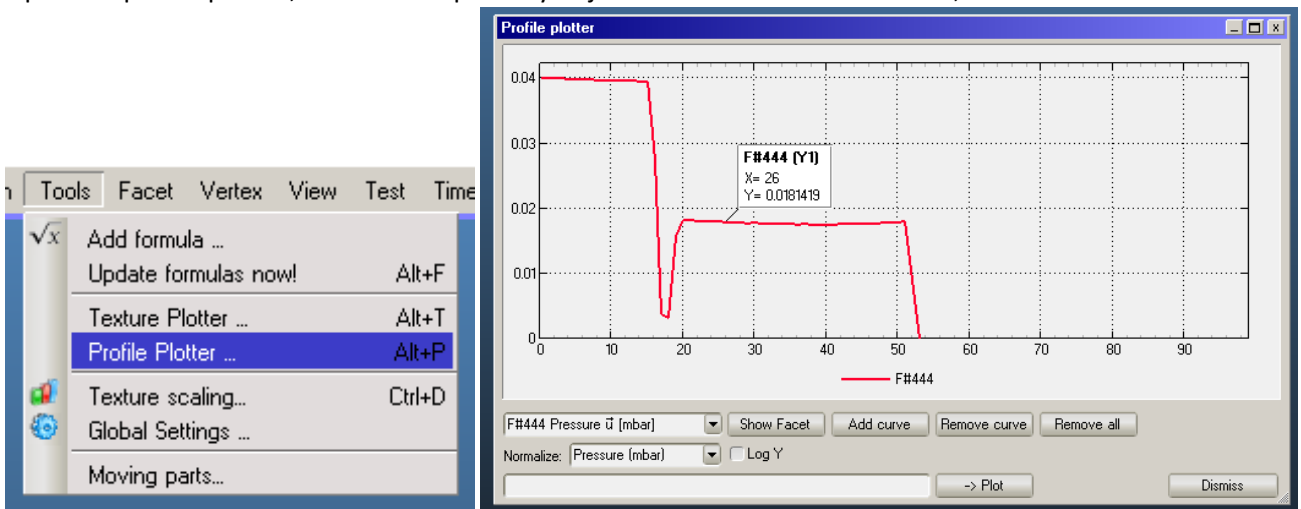 Tools Facet Vertex View Test Time
Add formula ...
Update formulas now! Alt+F
Texture Plotter ... Alt+T
Profile Plotter ... Alt+P
Texture scaling... Ctrl+D
Global Settings ...
Moving parts...
Profile plotter
0.04
0.03
0.02
0.01
0
F#444 (Y1)
X= 26
Y= 0.0181419
0 10 20 30 40 50 60 70 80 90
F#444
F#444 Pressure [mbar] Show Facet Add curve Remove curve Remove all
Normalize: Pressure (mbar) Log Y
-> Plot Dismiss